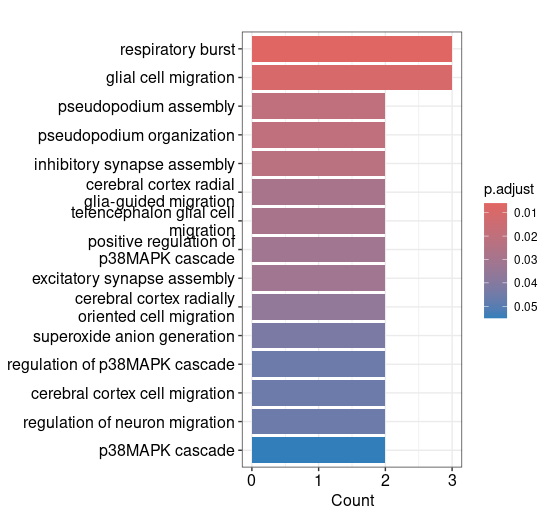 respiratory burst
glial cell migration
pseudopodium assembly
pseudopodium organization
inhibitory synapse assembly
cerebral cortex radial
glia-guided migration
telencephalon glial cell
migration
positive regulation of
p38MAPK cascade
excitatory synapse assembly
cerebral cortex radially
oriented cell migration
superoxide anion generation
regulation of p38MAPK cascade
cerebral cortex cell migration
regulation of neuron migration
p38MAPK cascade
0 1 2 3
Count
p.adjust
0.01
0.02
0.03
0.04
0.05